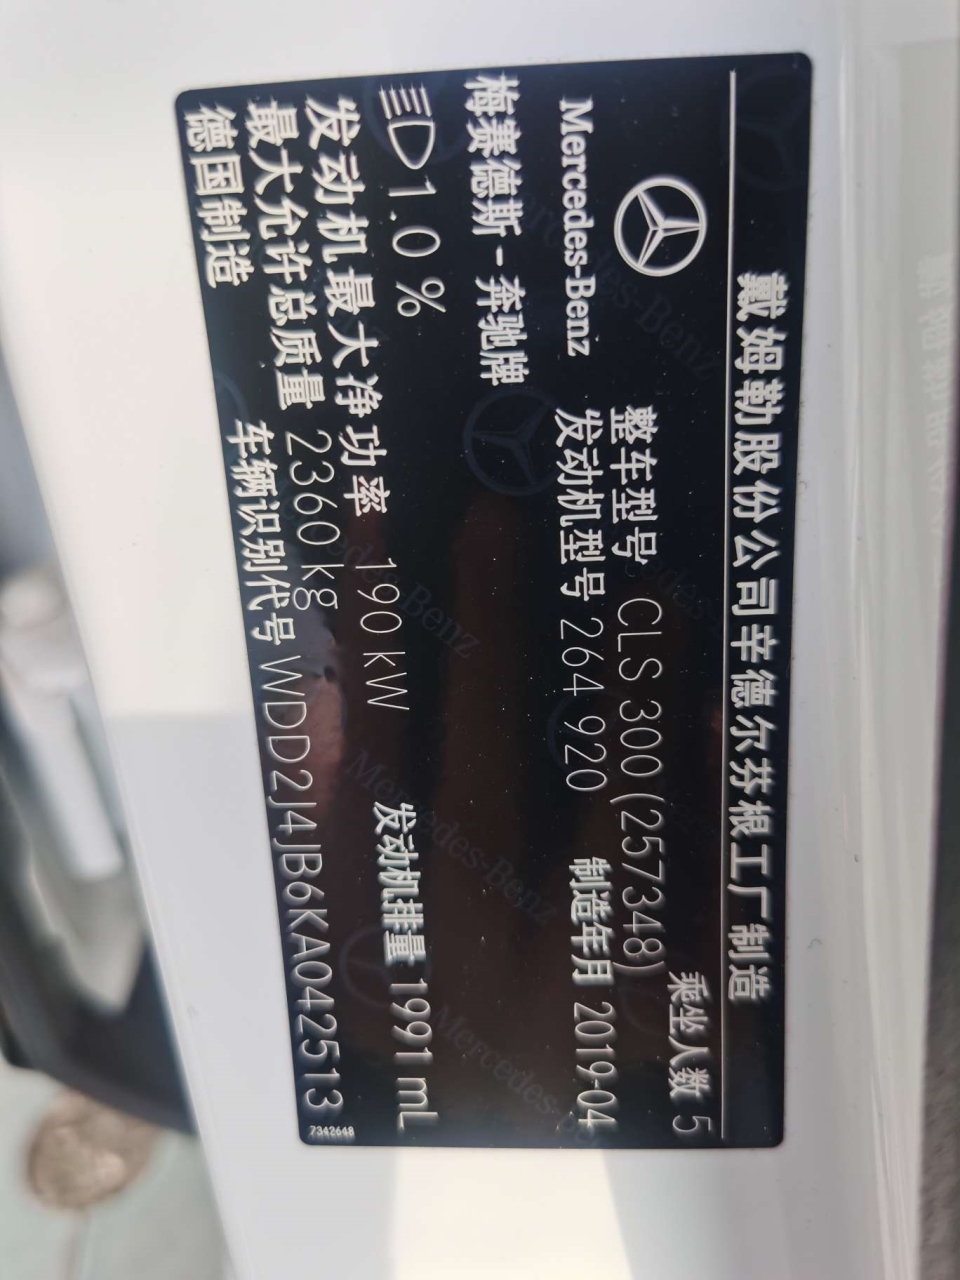 戴姆勒股份公司辛德尔芬根工厂制造
乘坐人数 5
整车型号 CLS 300 (257348)
Mercedes-Benz 发动机型号 264 920 制造年月 2019-04
梅赛德斯-奔驰牌
1.0 % 发动机排量 1991 mL
发动机最大净功率 190 kW
最大允许总质量 2360 kg
德国制造 车辆识别代号 WDD2J4JB6KA042513
7342648